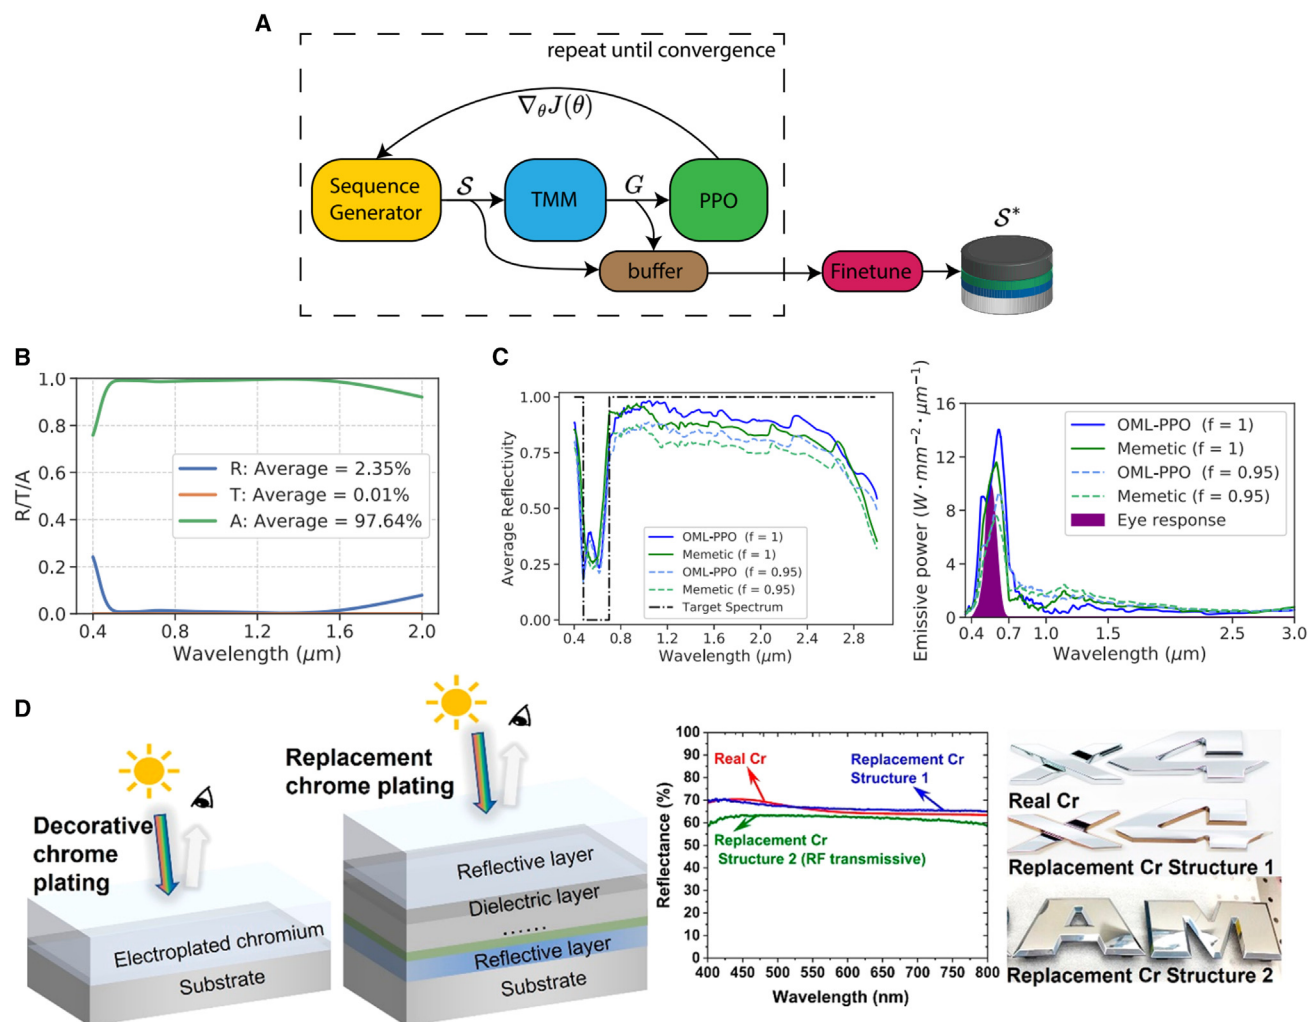 A
repeat until convergence
∇θJ(θ)
Sequence
Generator
S
TMM
G
PPO
buffer
Finetune
S*
B
1.0
0.8
0.6
0.4
0.2
0.0
R/T/A
R: Average = 2.35%
T: Average = 0.01%
A: Average = 97.64%
0.4 0.8 1.2 1.6 2.0
Wavelength (μm)
C
1.00
0.75
0.50
0.25
0.00
Average Reflectivity
OML-PPO (f = 1)
Memetic (f = 1)
OML-PPO (f = 0.95)
Memetic (f = 0.95)
Target Spectrum
0.4 0.8 1.2 1.6 2.0 2.4 2.8
Wavelength (μm)
16
12
8
4
0
Emissive power (W · mm⁻² · μm⁻¹)
OML-PPO (f = 1)
Memetic (f = 1)
OML-PPO (f = 0.95)
Memetic (f = 0.95)
Eye response
0.4 0.7 1.0 1.5 2.5 3.0
Wavelength (μm)
D
Decorative
chrome
plating
Electroplated chromium
Substrate
Replacement
chrome plating
Reflective layer
Dielectric layer
......
Reflective layer
Substrate
100
90
80
70
60
50
40
30
20
10
0
Reflectance (%)
Real Cr
Replacement Cr
Structure 1
Replacement Cr
Structure 2 (RF transmissive)
400 450 500 550 600 650 700 750 800
Wavelength (nm)
X4
Real Cr
X4
Replacement Cr Structure 1
AM
Replacement Cr Structure 2